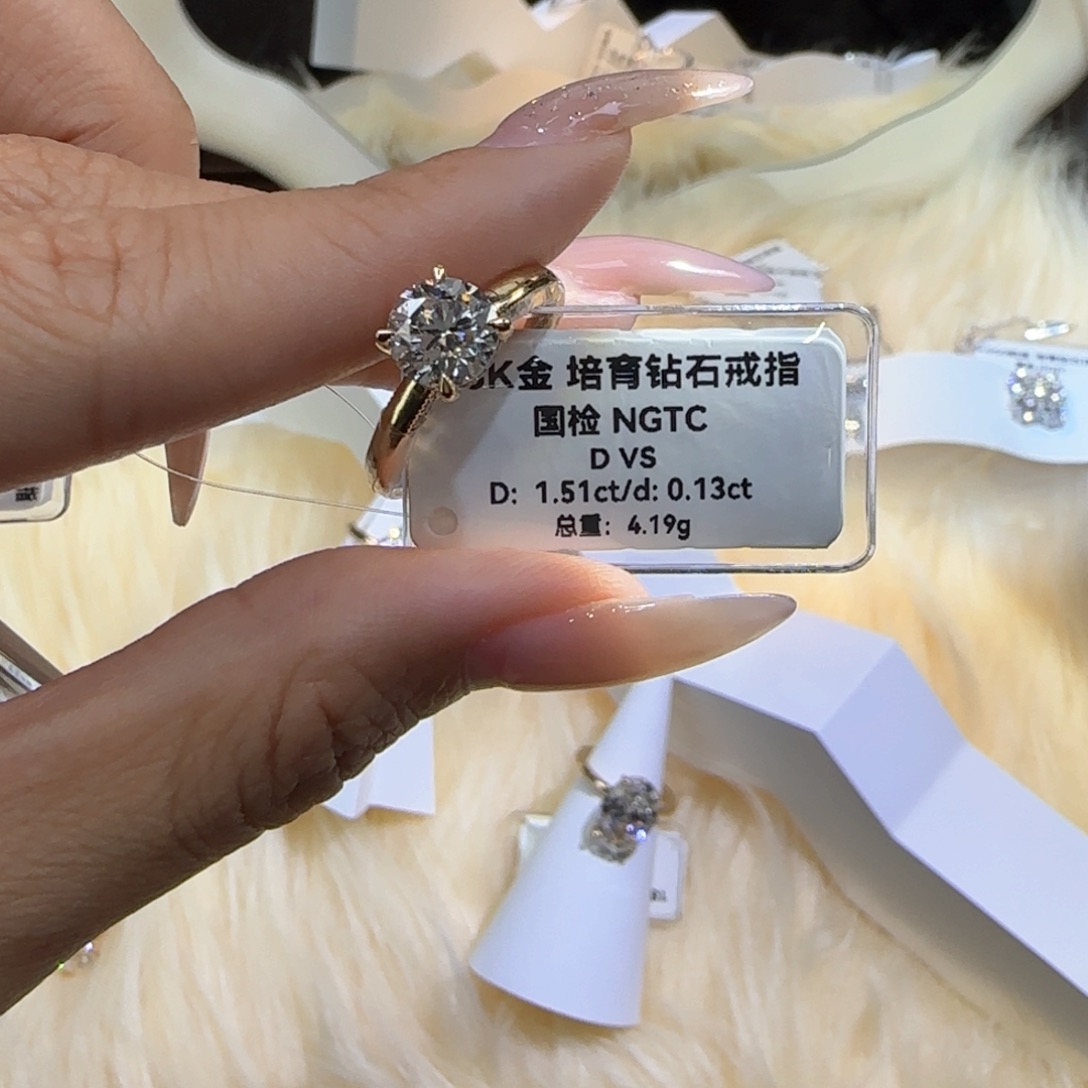 K金 培育钻石戒指
国检 NGTC
D VS
D: 1.51ct/d: 0.13ct
总重: 4.19g